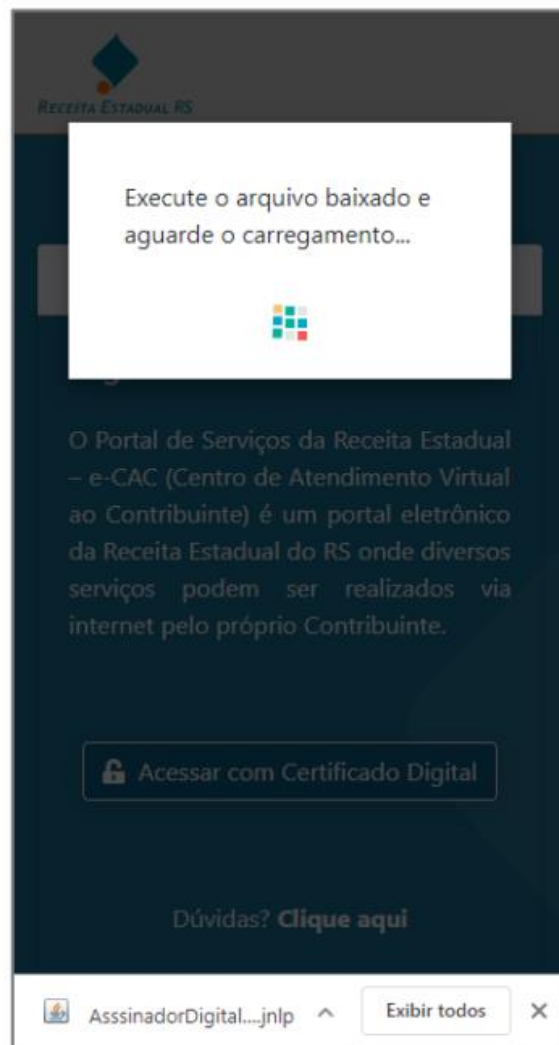 RECEITA ESTADUAL RS
Execute o arquivo baixado e
aguarde o carregamento...
O Portal de Serviços da Receita Estadual
– e-CAC (Centro de Atendimento Virtual
ao Contribuinte) é um portal eletrônico
da Receita Estadual do RS onde diversos
serviços podem ser realizados via
internet pelo próprio Contribuinte.
Acessar com Certificado Digital
Dúvidas? Clique aqui
AsssinadorDigital....jnlp
Exibir todos